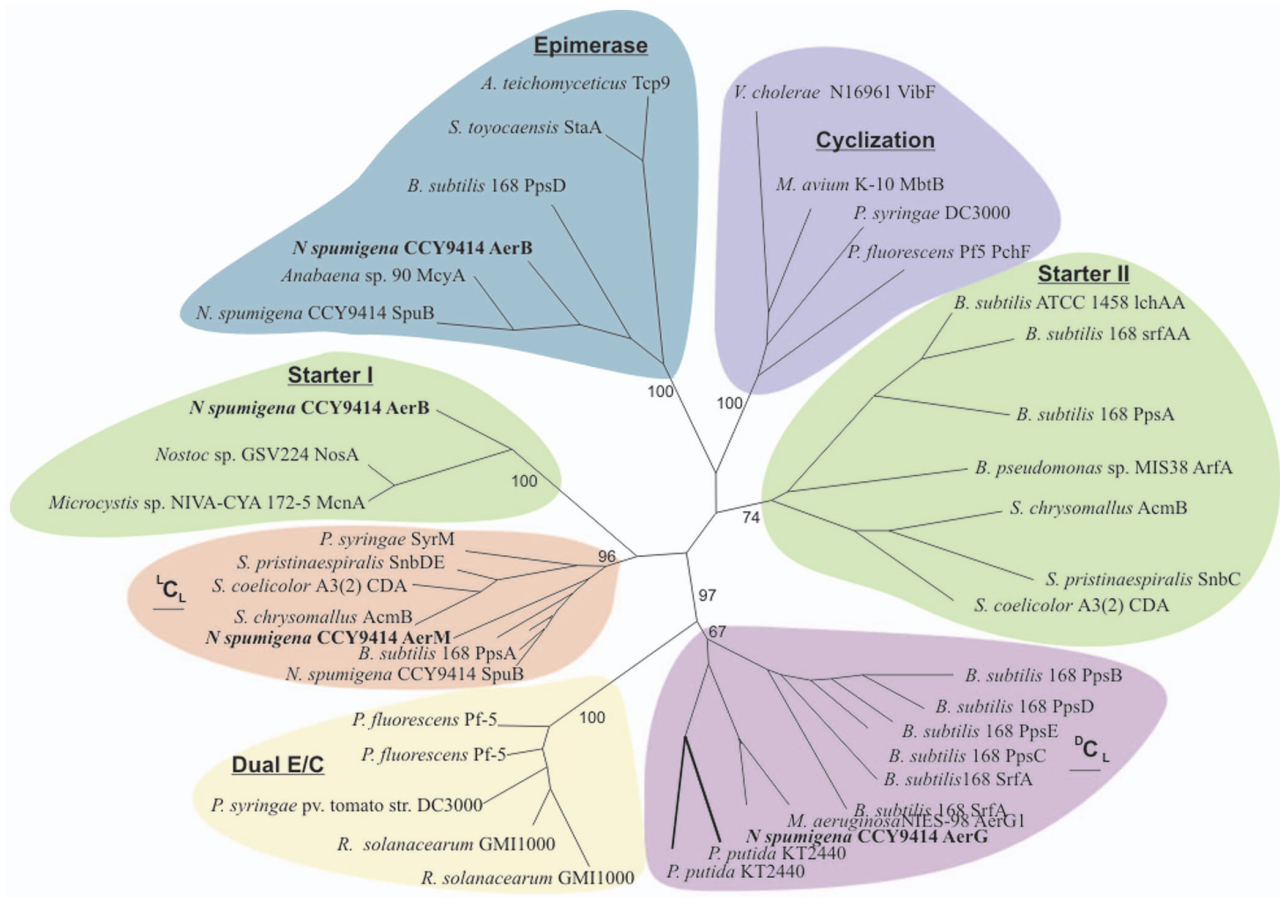 Epimerase
A. teichomyceticus Tcp9
S. toyocaensis StaA
B. subtilis 168 PpsD
N spumigena CCY9414 AerB
Anabaena sp. 90 McyA
N. spumigena CCY9414 SpuB
100
V. cholerae N16961 VibF
Cyclization
M. avium K-10 MbtB
P. syringae DC3000
P. fluorescens Pf5 PchF
100
Starter II
B. subtilis ATCC 1458 lchAA
B. subtilis 168 srfAA
B. subtilis 168 PpsA
B. pseudomonas sp. MIS38 ArfA
S. chrysomallus AcmB
S. pristinaespiralis SnbC
S. coelicolor A3(2) CDA
74
Starter I
N spumigena CCY9414 AerB
Nostoc sp. GSV224 NosA
Microcystis sp. NIVA-CYA 172-5 McnA
100
P. syringae SyrM
S. pristinaespiralis SnbDE
S. coelicolor A3(2) CDA
S. chrysomallus AcmB
N spumigena CCY9414 AerM
B. subtilis 168 PpsA
N. spumigena CCY9414 SpuB
LCL
96
97
67
P. fluorescens Pf-5
P. fluorescens Pf-5
Dual E/C
P. syringae pv. tomato str. DC3000
R. solanacearum GMI1000
R. solanacearum GMI1000
100
B. subtilis 168 PpsB
B. subtilis 168 PpsD
B. subtilis 168 PpsE
B. subtilis 168 PpsC
DCL
B. subtilis168 SrfA
B. subtilis 168 SrfA
M. aeruginosaNIES-98 AerG1
N spumigena CCY9414 AerG
P. putida KT2440
P. putida KT2440